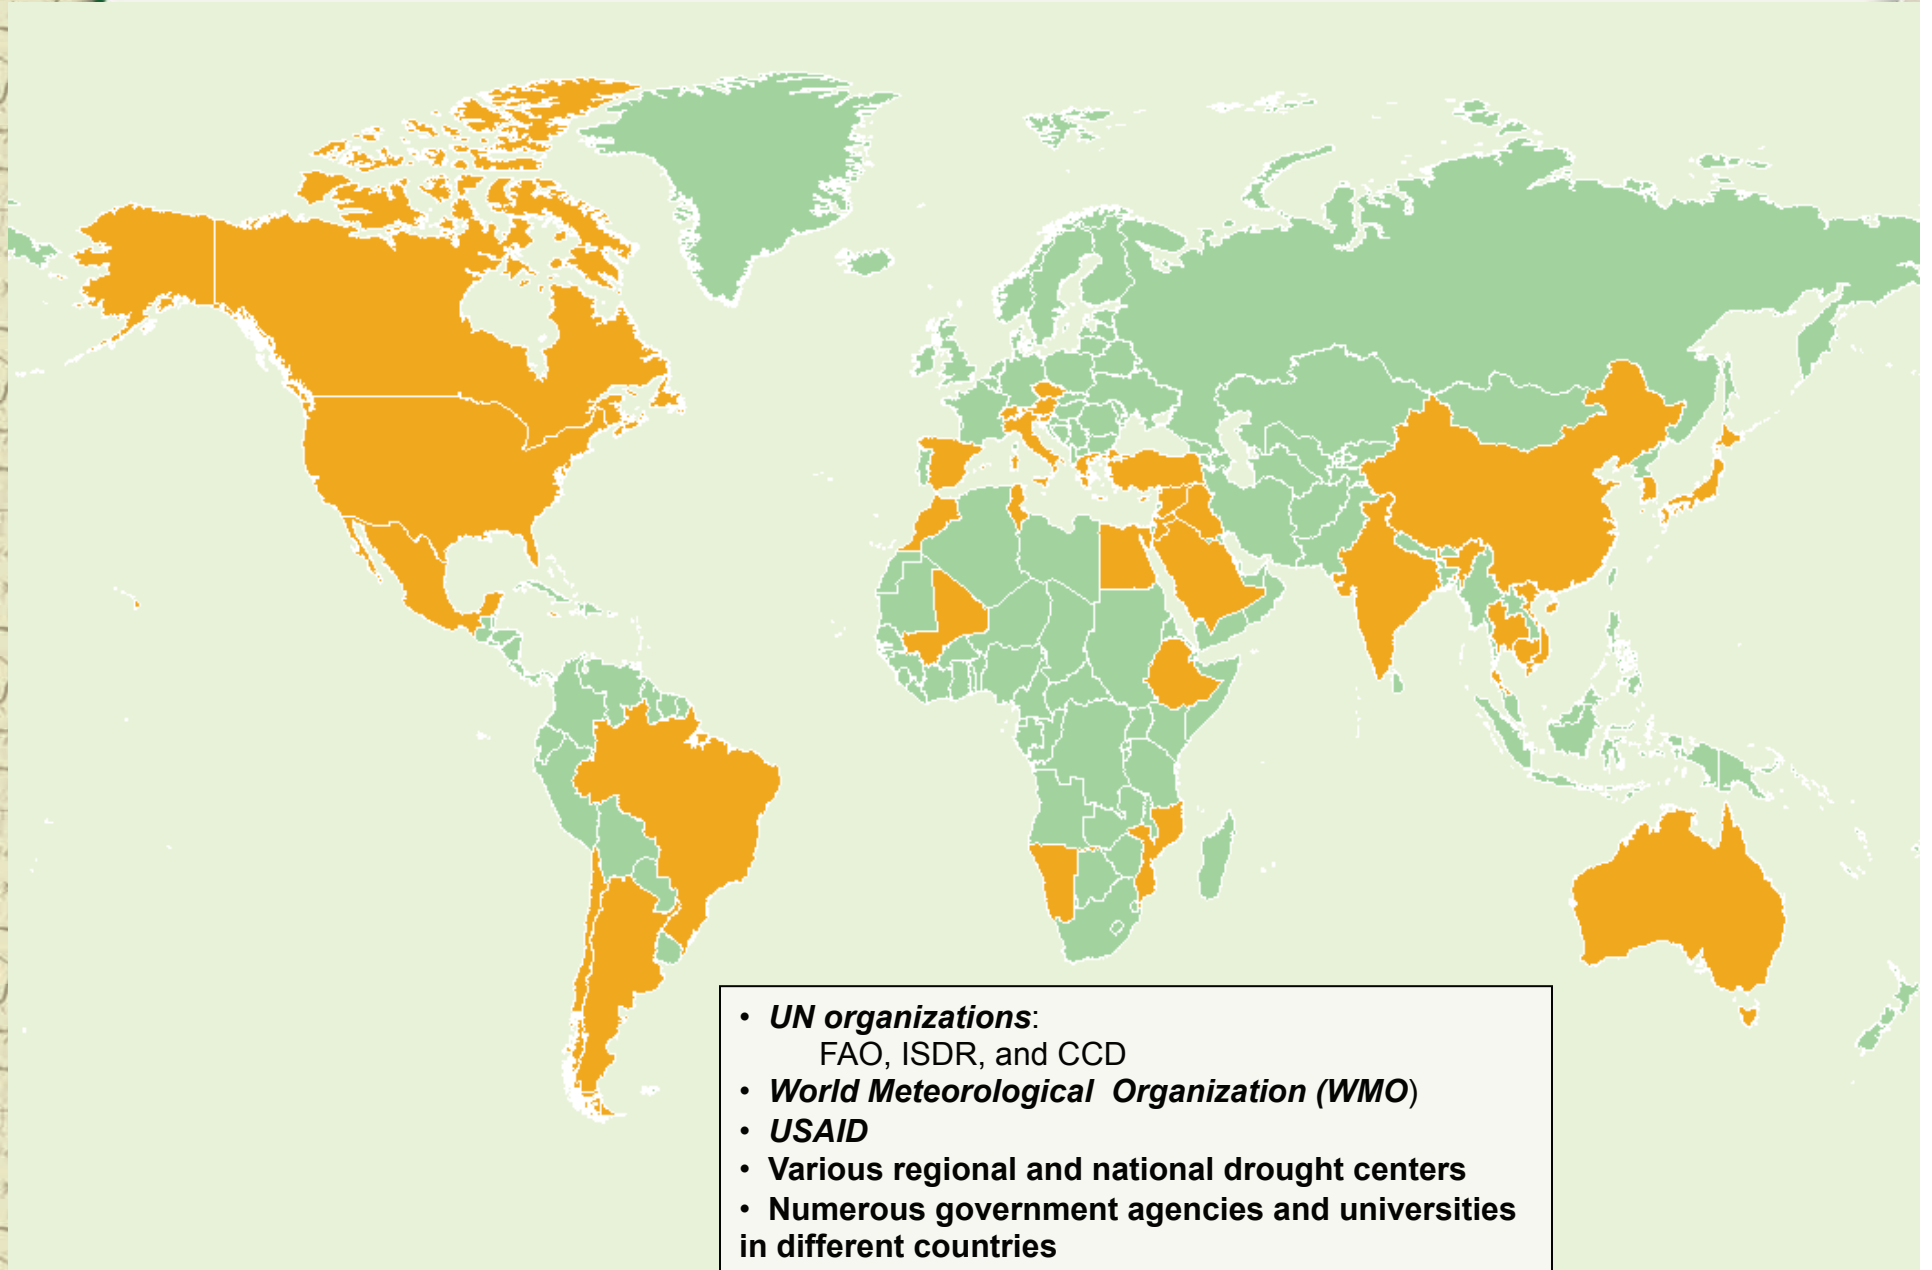 • UN organizations:
FAO, ISDR, and CCD
• World Meteorological  Organization (WMO)
• USAID
• Various regional and national drought centers
• Numerous government agencies and universities
in different countries